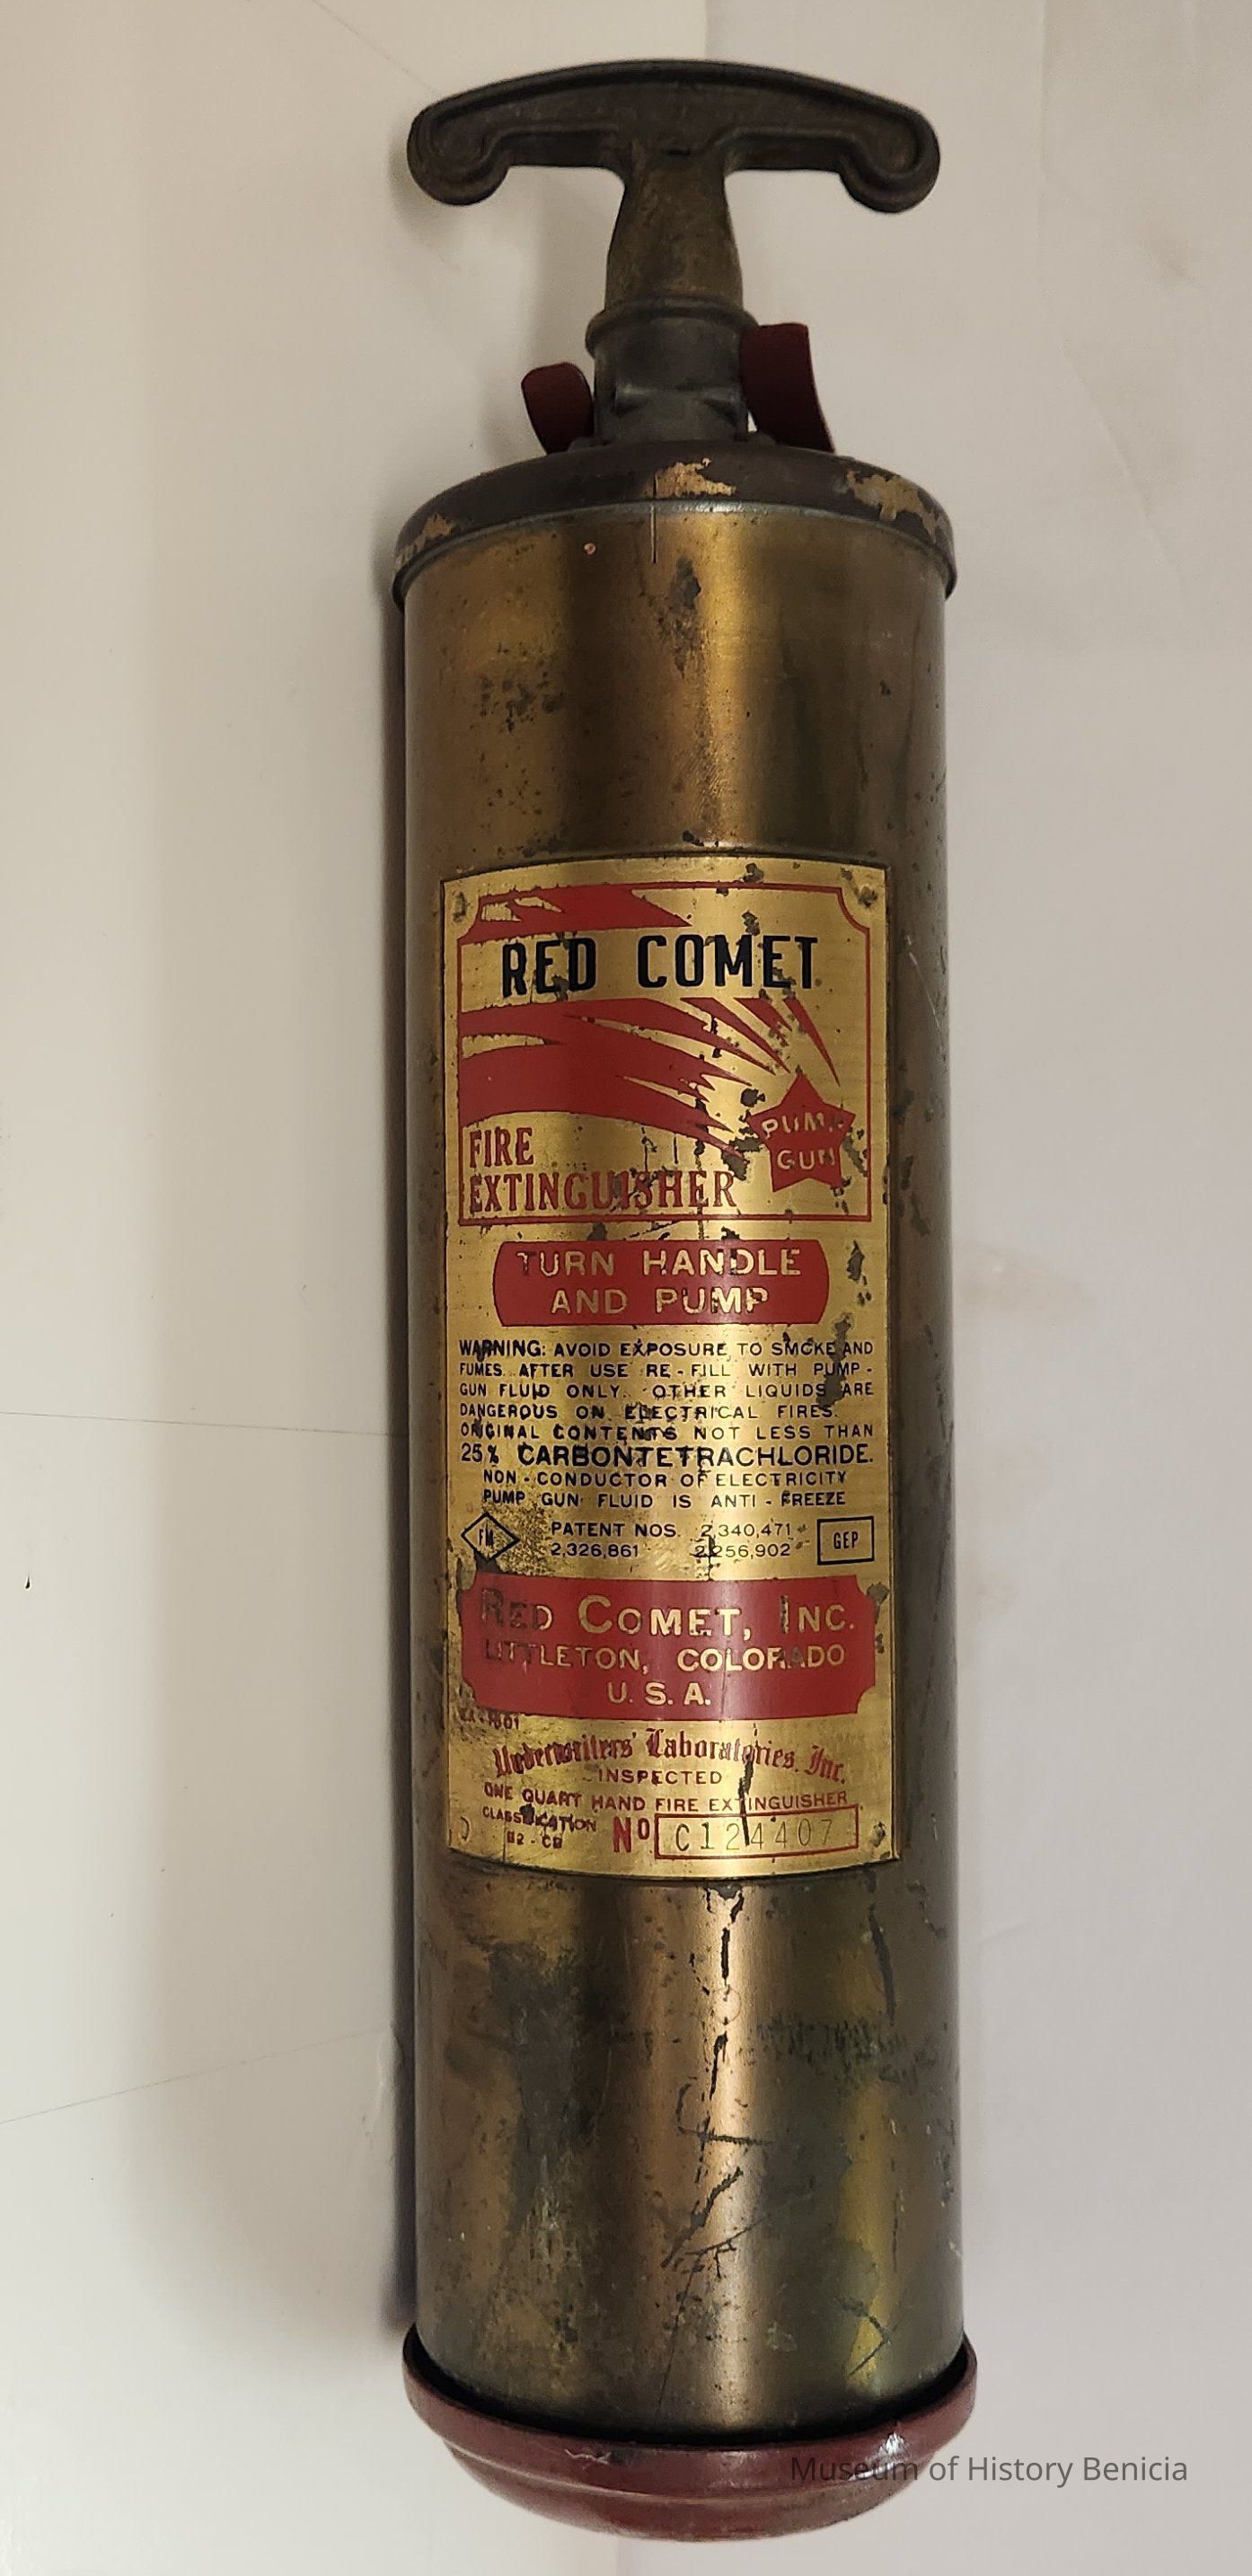 RED COMET
FIRE
EXTINGUISHER
PUMP
GUN
TURN HANDLE
AND PUMP
WARNING: AVOID EXPOSURE TO SMOKE AND
FUMES. AFTER USE RE-FILL WITH PUMP-
GUN FLUID ONLY. OTHER LIQUIDS ARE
DANGEROUS ON ELECTRICAL FIRES.
ORIGINAL CONTENTS NOT LESS THAN
25% CARBONTETRACHLORIDE.
NON-CONDUCTOR OF ELECTRICITY
PUMP GUN FLUID IS ANTI-FREEZE
FM
PATENT NOS. 2,340,471
2,326,861 2,256,902
GEP
RED COMET, INC.
LITTLETON, COLORADO
U.S.A.
Underwriters' Laboratories, Inc.
INSPECTED
ONE QUART HAND FIRE EXTINGUISHER
CLASSIFICATION
B2-C2
No C124407
Museum of History Benicia